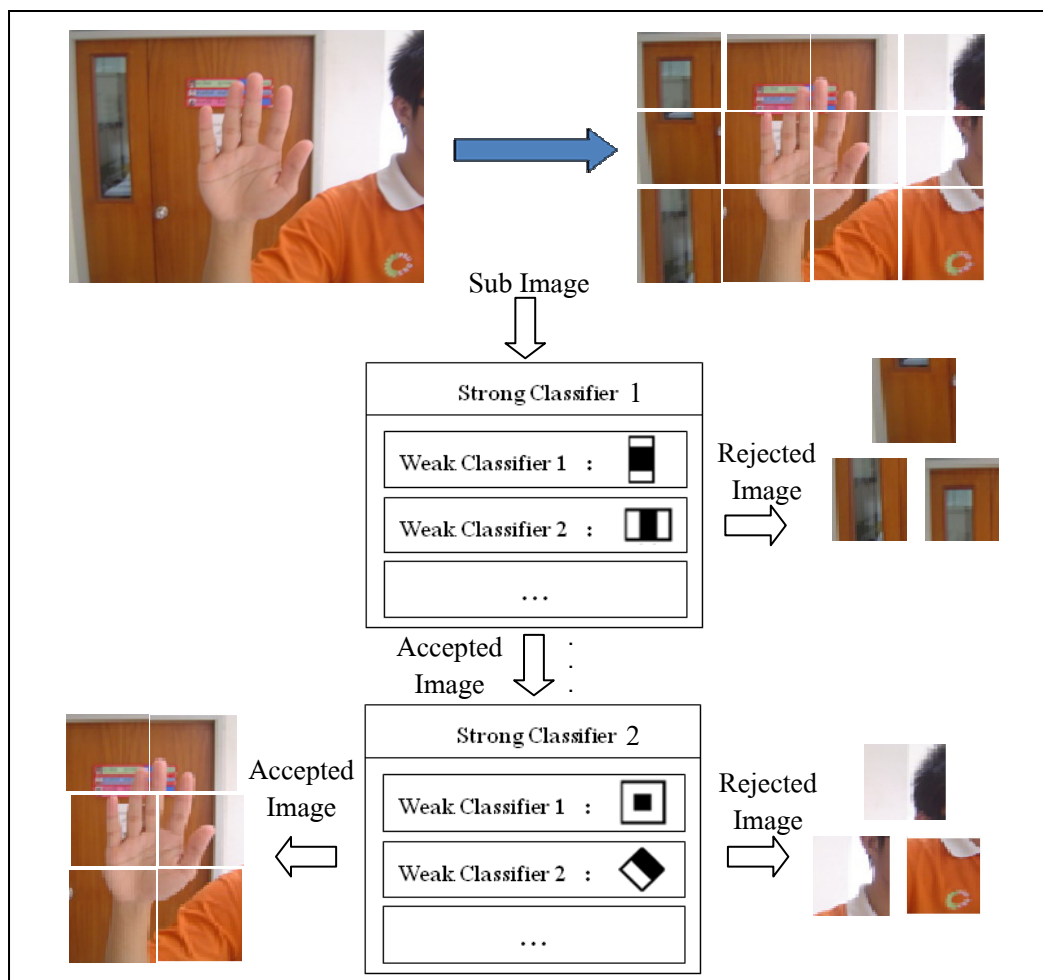 Sub Image
Strong Classifier 1
Weak Classifier 1 :
Weak Classifier 2 :
...
Rejected
Image
Accepted
Image
Strong Classifier 2
Weak Classifier 1 :
Weak Classifier 2 :
...
Accepted
Image
Rejected
Image